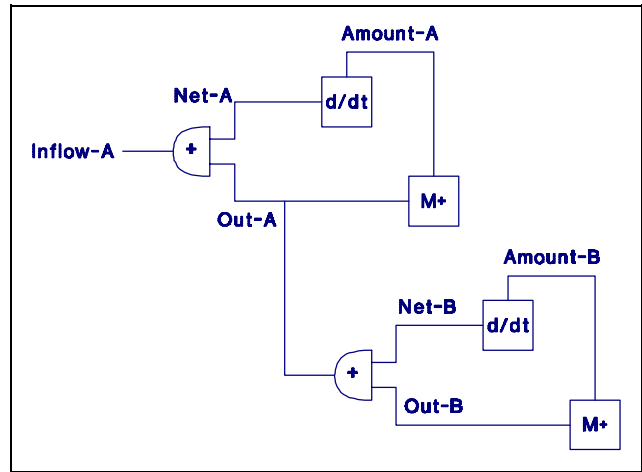 Amount-A
Net-A
d/dt
Inflow-A
+
M+
Out-A
Amount-B
Net-B
d/dt
+
Out-B
M+